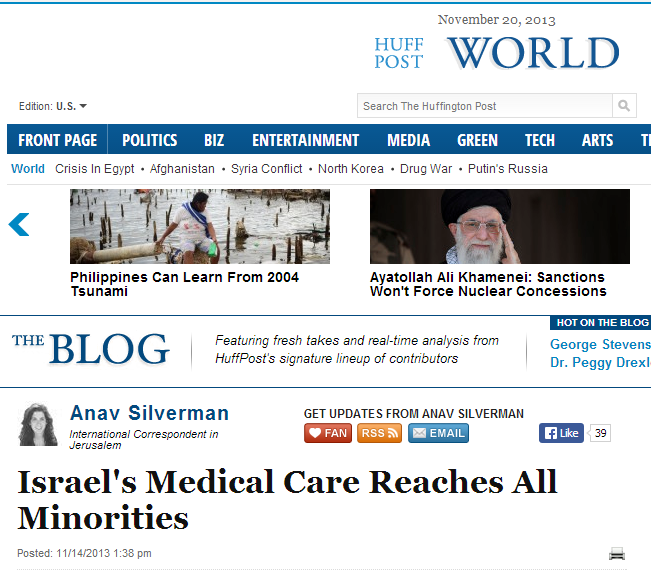 November 20, 2013
HUFF
POST
WORLD
Edition: U.S.
Search The Huffington Post
FRONT PAGE POLITICS BIZ ENTERTAINMENT MEDIA GREEN TECH ARTS
World Crisis In Egypt • Afghanistan • Syria Conflict • North Korea • Drug War • Putin's Russia
Philippines Can Learn From 2004
Tsunami
Ayatollah Ali Khamenei: Sanctions
Won't Force Nuclear Concessions
THE BLOG
Featuring fresh takes and real-time analysis from
HuffPost's signature lineup of contributors
HOT ON THE BLOG
George Stevens
Dr. Peggy Drexl
Anav Silverman
International Correspondent in
Jerusalem
GET UPDATES FROM ANAV SILVERMAN
FAN RSS EMAIL Like 39
Israel's Medical Care Reaches All
Minorities
Posted: 11/14/2013 1:38 pm